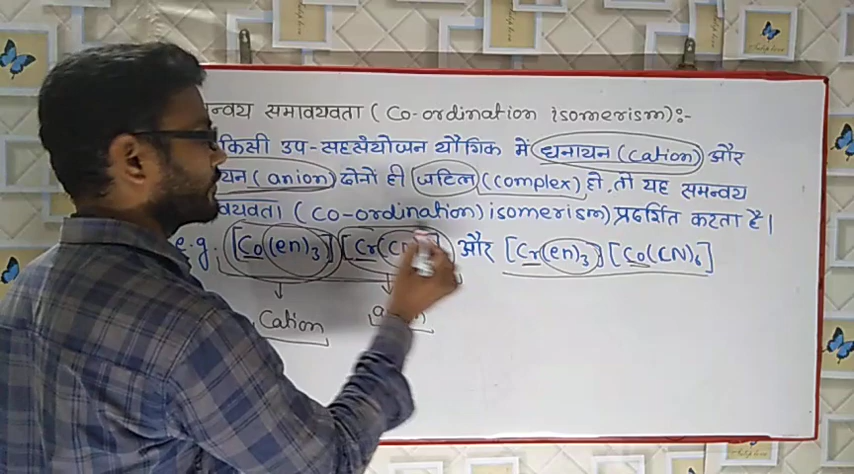 न्वय समावयवता (Co-ordination isomerism):-
किसी उप-सहसंयोजन यौगिक में धनायन (cation) और
यन (anion) दोनों ही जटिल (complex) हो, तो यह समन्वय
वयवता (co-ordination) isomerism) प्रदर्शित करता है।
e.g. [Co(en)3] [Cr(CN और [Cr(en)3] [Co(CN)6]
Cation